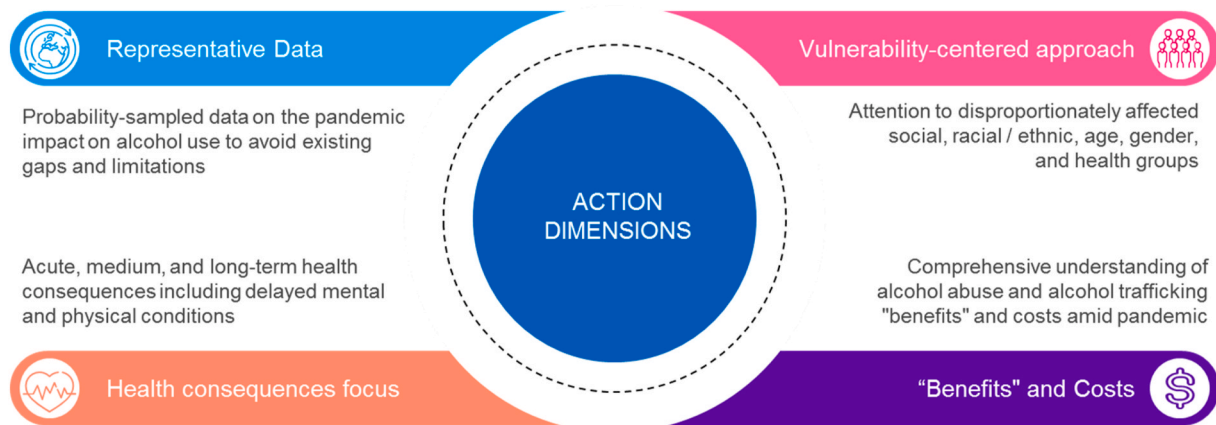 Representative Data
Probability-sampled data on the pandemic
impact on alcohol use to avoid existing
gaps and limitations
Vulnerability-centered approach
Attention to disproportionately affected
social, racial / ethnic, age, gender,
and health groups
ACTION
DIMENSIONS
Acute, medium, and long-term health
consequences including delayed mental
and physical conditions
Health consequences focus
Comprehensive understanding of
alcohol abuse and alcohol trafficking
"benefits" and costs amid pandemic
“Benefits" and Costs
$